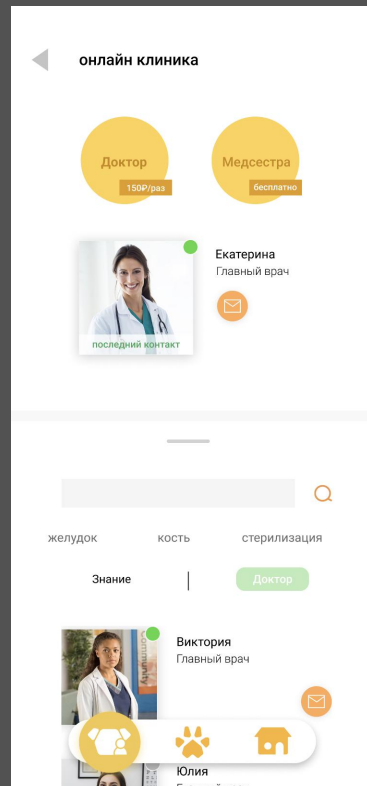 онлайн клиника
Доктор
150₽/раз
Медсестра
бесплатно
Екатерина
Главный врач
последний контакт
желудок
кость
стерилизация
Знание
Доктор
Виктория
Главный врач
Юлия